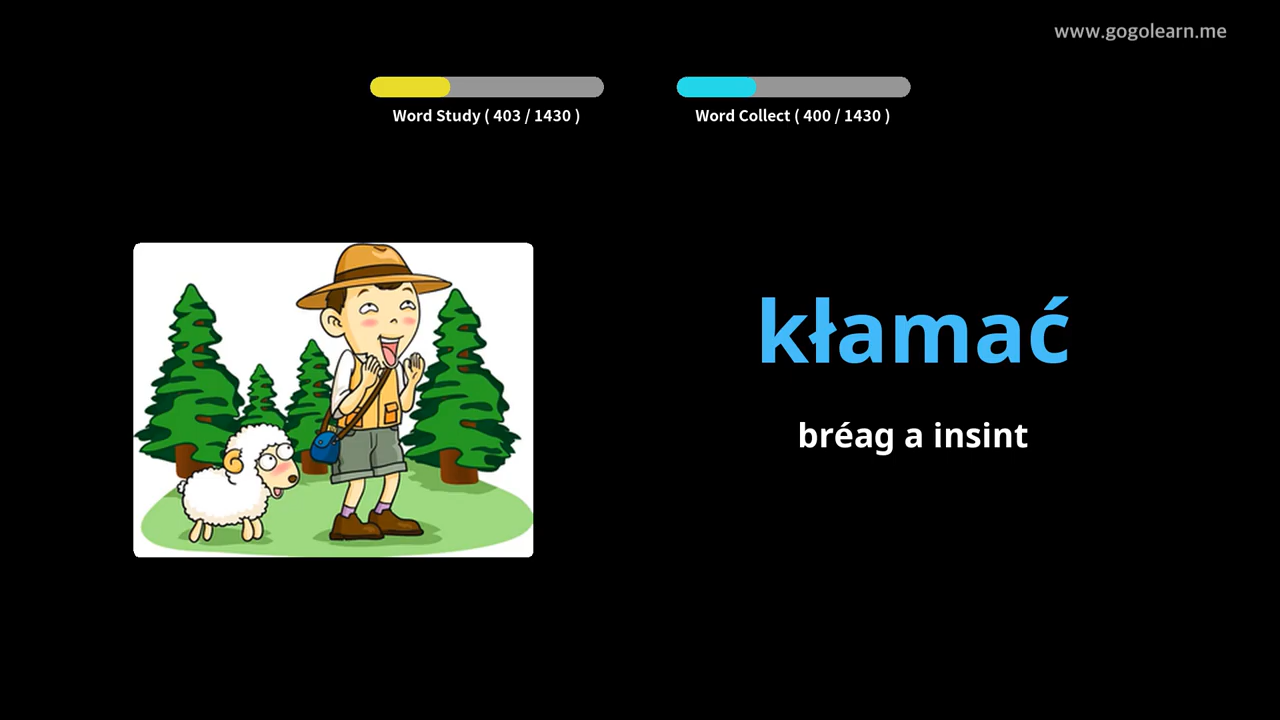 www.gogolearn.me
Word Study ( 403 / 1430 )
Word Collect ( 400 / 1430 )
kłamać
bréag a insint